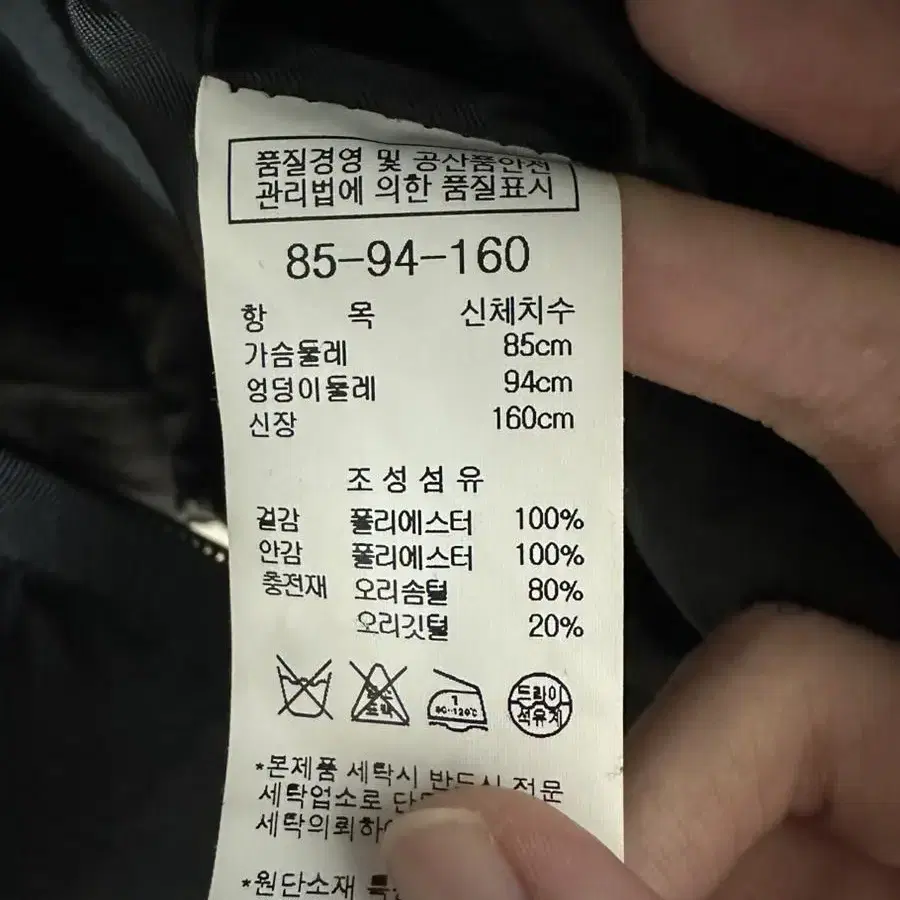 품질경영 및 공산품안전
관리법에 의한 품질표시
85-94-160
항 목 신체치수
가슴둘레 85cm
엉덩이둘레 94cm
신장 160cm
조성섬유
겉감 폴리에스터 100%
안감 폴리에스터 100%
충전재 오리솜털 80%
오리깃털 20%
1
80~120℃
드라이
석유계
*본제품 세탁시 반드시 전문
세탁업소로
세탁의뢰하
*원단소재